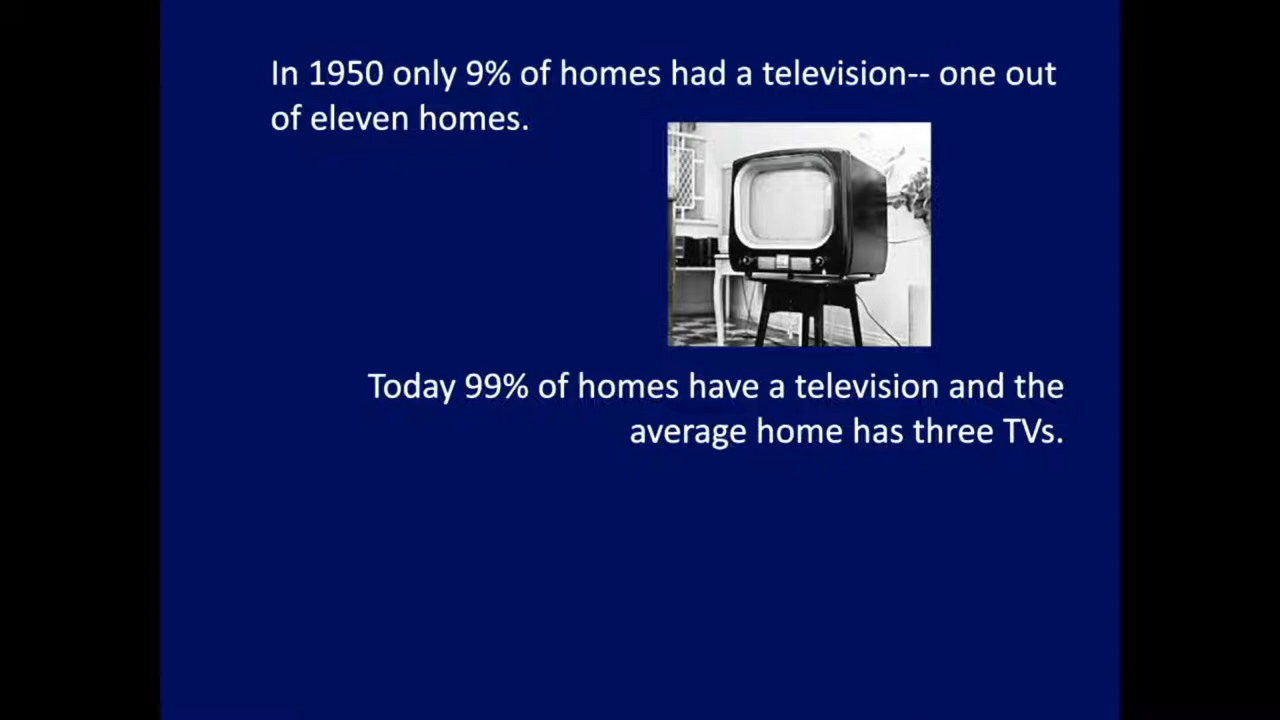 In 1950 only 9% of homes had a television-- one out
of eleven homes.
Today 99% of homes have a television and the
average home has three TVs.